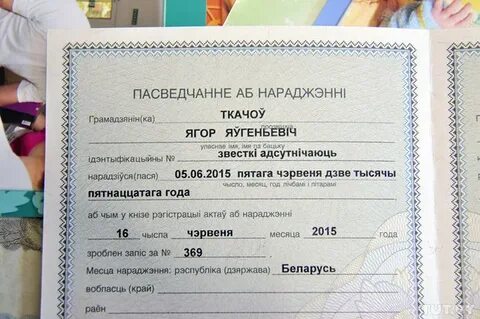 ПАСВЕДЧАННЕ АБ НАРАДЖЭННІ
ТКАЧОЎ
Грамадзянін(ка)
прозвішча
ЯГОР ЯЎГЕНЬЕВІЧ
уласнае імя, імя па бацьку
ідэнтыфікацыйны № звесткі адсутнічаюць
нарадзіўся(лася) 05.06.2015 пятага чэрвеня дзве тысячы
число, месяц, год лічбамі і літарамі
пятнаццатага года
аб чым у кнізе рэгістрацыі актаў аб нараджэнні
16 чысла чэрвеня месяца 2015 года
зроблен запіс за № 369
Месца нараджэння: рэспубліка (дзяржава) Беларусь
вобласць (край)
раён
TUT.BY